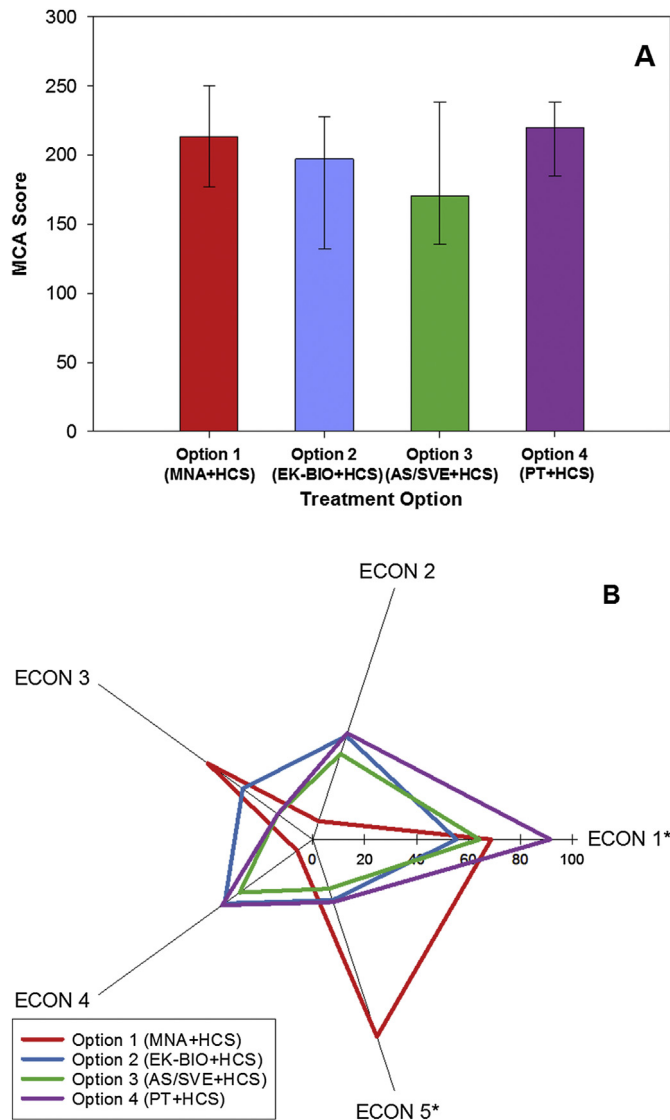 300
A
250
200
150
100
50
0
MCA Score
Option 1 Option 2 Option 3 Option 4
(MNA+HCS) (EK-BIO+HCS) (AS/SVE+HCS) (PT+HCS)
Treatment Option
ECON 2
B
ECON 3
ECON 1*
0 20 40 60 80 100
ECON 4
ECON 5*
Option 1 (MNA+HCS)
Option 2 (EK-BIO+HCS)
Option 3 (AS/SVE+HCS)
Option 4 (PT+HCS)